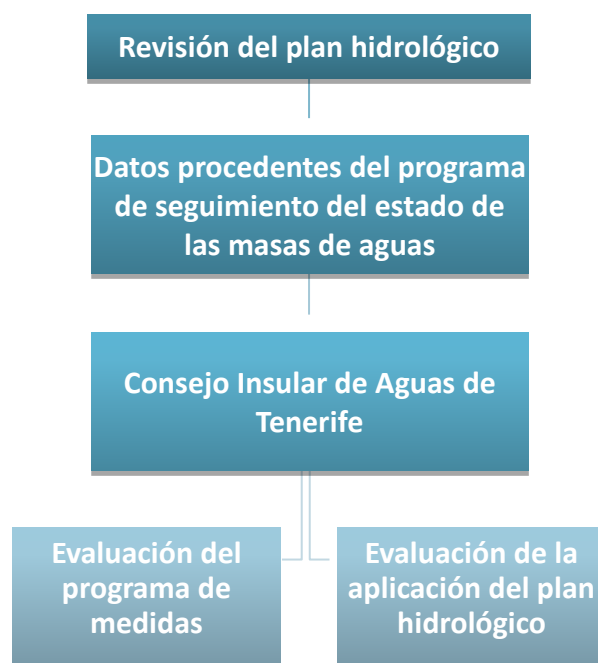 Revisión del plan hidrológico
Datos procedentes del programa
de seguimiento del estado de
las masas de aguas
Consejo Insular de Aguas de
Tenerife
Evaluación del
programa de
medidas
Evaluación de la
aplicación del plan
hidrológico